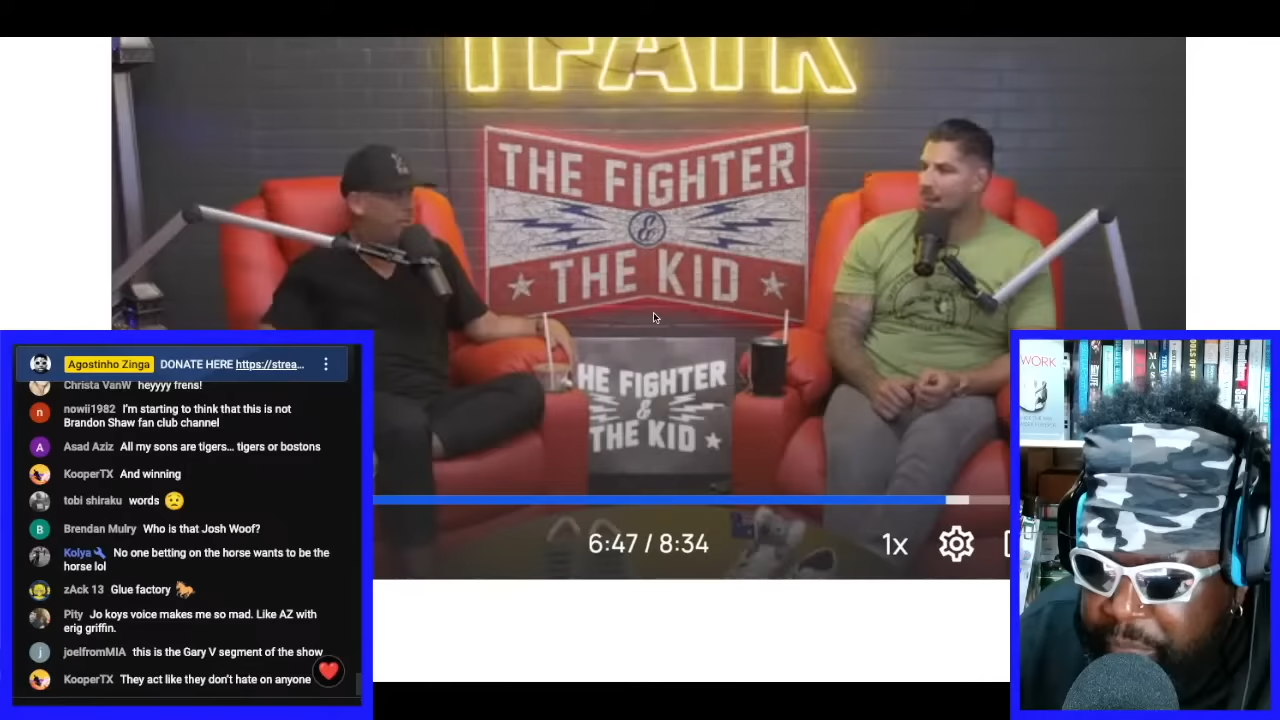 TFATK
THE FIGHTER
&
THE KID
HE FIGHTER
&
THE KID
6:47 / 8:34
1x
WORK
Agostinho Zinga DONATE HERE https://strea...
Christa VanW heyyyy frens!
nowii1982 I'm starting to think that this is not
Brandon Shaw fan club channel
Asad Aziz All my sons are tigers... tigers or bostons
KooperTX And winning
tobi shiraku words 😟
Brendan Mulry Who is that Josh Woof?
Kolya🔧 No one betting on the horse wants to be the
horse lol
zAck 13 Glue factory 🐎
Pity Jo koys voice makes me so mad. Like AZ with
erig griffin.
joelfromMIA this is the Gary V segment of the show
KooperTX They act like they don't hate on anyone